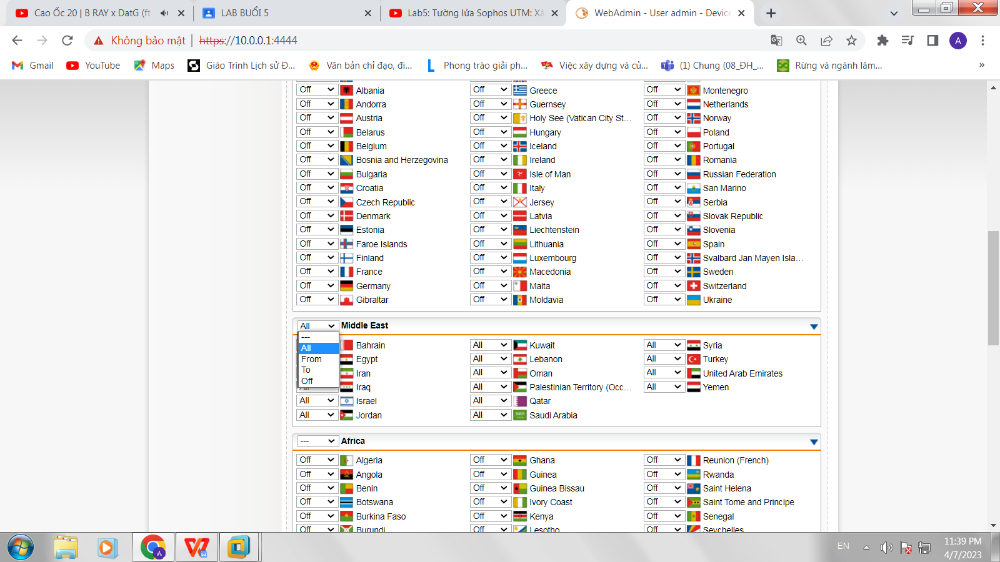 Cao Ốc 20 | B RAY x DatG (ft
LAB BUỔI 5
Lab5: Tường lửa Sophos UTM: Xâ
WebAdmin - User admin - Device
Không bảo mật | https://10.0.0.1:4444
A
Gmail
YouTube
Maps
Giáo Trình Lịch sử Đ...
Văn bản chỉ đạo, đi...
Phong trào giải ph...
Việc xây dựng và củ...
(1) Chung (08_ĐH_...
Rừng và ngành lâm...
»
Off Albania Off Greece Off Montenegro
Off Andorra Off Guernsey Off Netherlands
Off Austria Off Holy See (Vatican City St... Off Norway
Off Belarus Off Hungary Off Poland
Off Belgium Off Iceland Off Portugal
Off Bosnia and Herzegovina Off Ireland Off Romania
Off Bulgaria Off Isle of Man Off Russian Federation
Off Croatia Off Italy Off San Marino
Off Czech Republic Off Jersey Off Serbia
Off Denmark Off Latvia Off Slovak Republic
Off Estonia Off Liechtenstein Off Slovenia
Off Faroe Islands Off Lithuania Off Spain
Off Finland Off Luxembourg Off Svalbard Jan Mayen Isla...
Off France Off Macedonia Off Sweden
Off Germany Off Malta Off Switzerland
Off Gibraltar Off Moldavia Off Ukraine
All Middle East
---
All
From
To
Off
Bahrain All Kuwait All Syria
Egypt All Lebanon All Turkey
Iran All Oman All United Arab Emirates
Iraq All Palestinian Territory (Occ... All Yemen
All Israel All Qatar
All Jordan All Saudi Arabia
--- Africa
Off Algeria Off Ghana Off Reunion (French)
Off Angola Off Guinea Off Rwanda
Off Benin Off Guinea Bissau Off Saint Helena
Off Botswana Off Ivory Coast Off Saint Tome and Principe
Off Burkina Faso Off Kenya Off Senegal
Off Burundi Off Lesotho Off Seychelles
A
W
EN
11:39 PM
4/7/2023